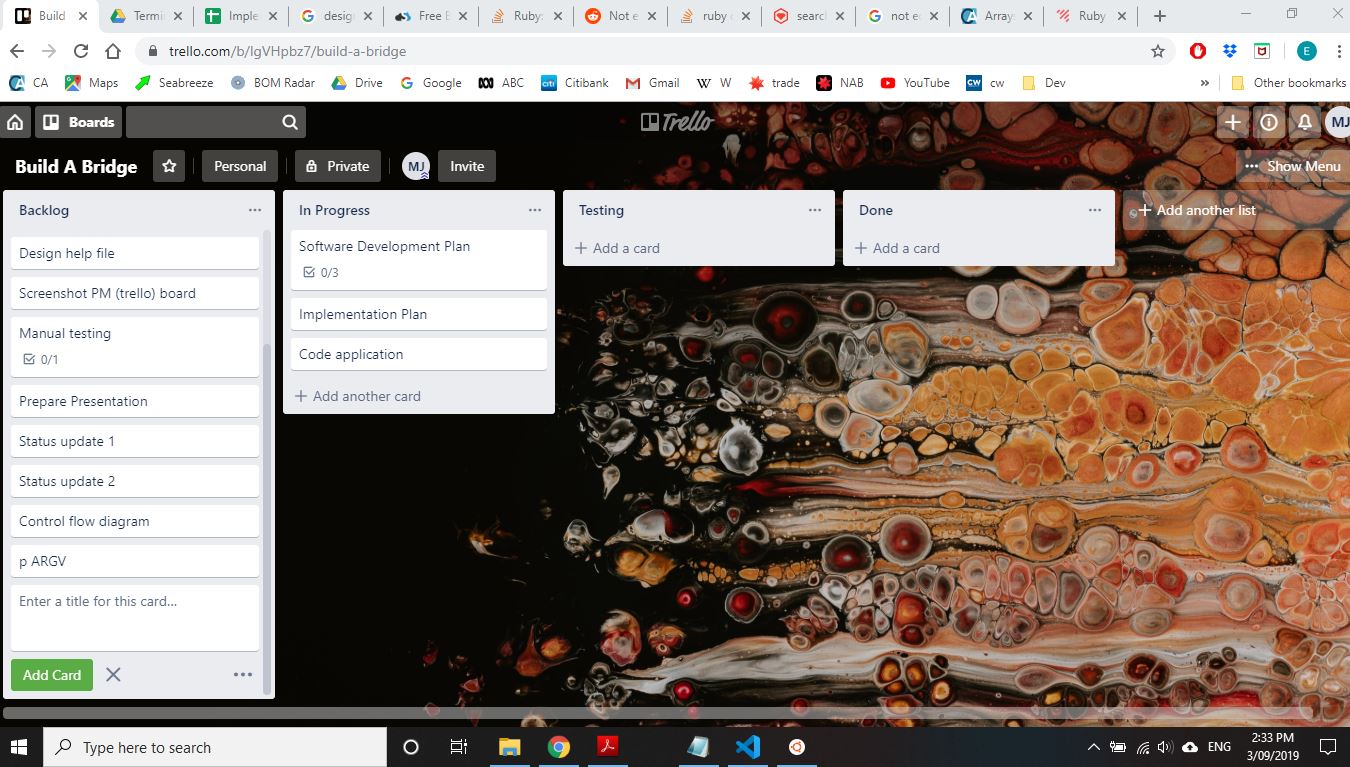 Build
Termi
Imple
design
Free B
Ruby:
Not e
ruby
search
not e
Array
Ruby
trello.com/b/IgVHpbz7/build-a-bridge
E
CA Maps Seabreeze BOM Radar Drive Google ABC Citibank Gmail W trade NAB YouTube cw Dev » Other bookmarks
Boards
Trello
MJ
Build A Bridge
Personal
Private
MJ
Invite
Show Menu
Backlog
Design help file
Screenshot PM (trello) board
Manual testing
0/1
Prepare Presentation
Status update 1
Status update 2
Control flow diagram
p ARGV
Enter a title for this card...
Add Card
In Progress
Software Development Plan
0/3
Implementation Plan
Code application
+ Add another card
Testing
+ Add a card
Done
+ Add a card
+ Add another list
Type here to search
ENG
2:33 PM
3/09/2019